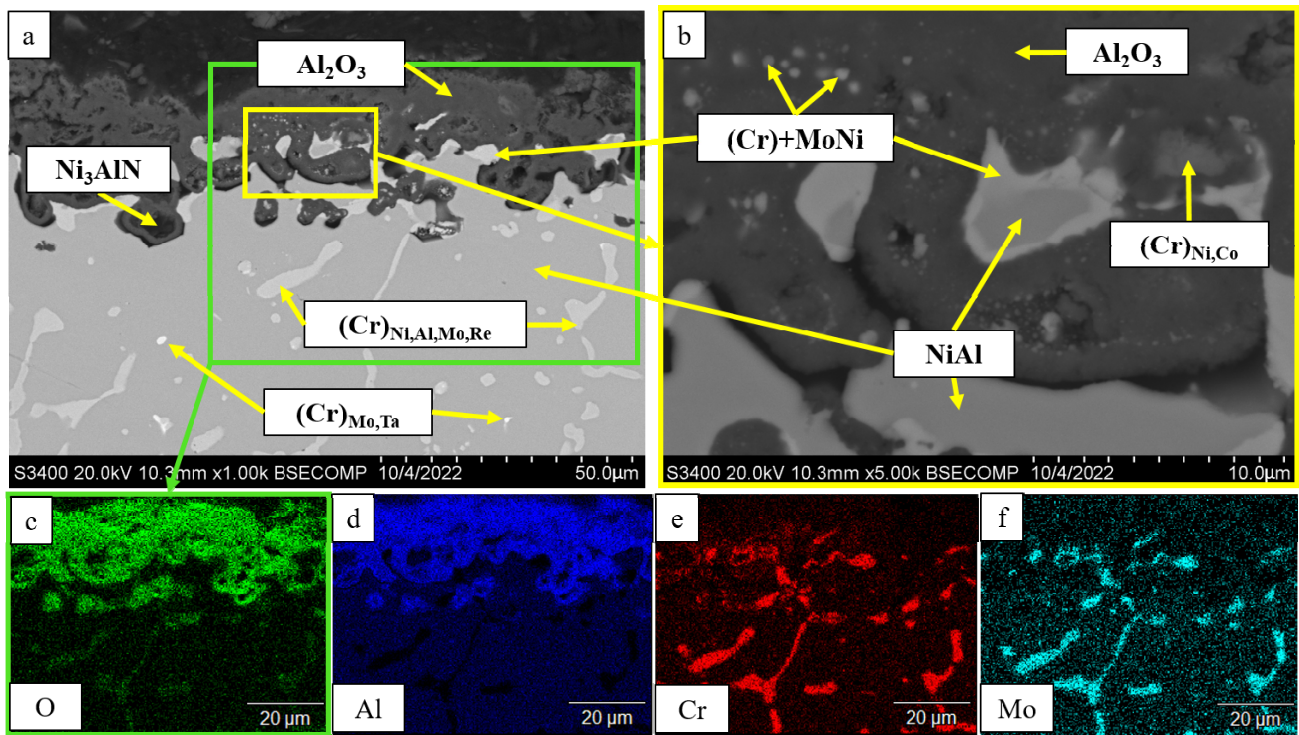 a
Al₂O₃
Ni₃AlN
(Cr)Ni,Al,Mo,Re
(Cr)Mo,Ta
S3400 20.0kV 10.3mm x1.00k BSECOMP 10/4/2022 50.0µm
b
Al₂O₃
(Cr)+MoNi
(Cr)Ni,Co
NiAl
S3400 20.0kV 10.3mm x5.00k BSECOMP 10/4/2022 10.0µm
c
O
20 µm
d
Al
20 µm
e
Cr
20 µm
f
Mo
20 µm